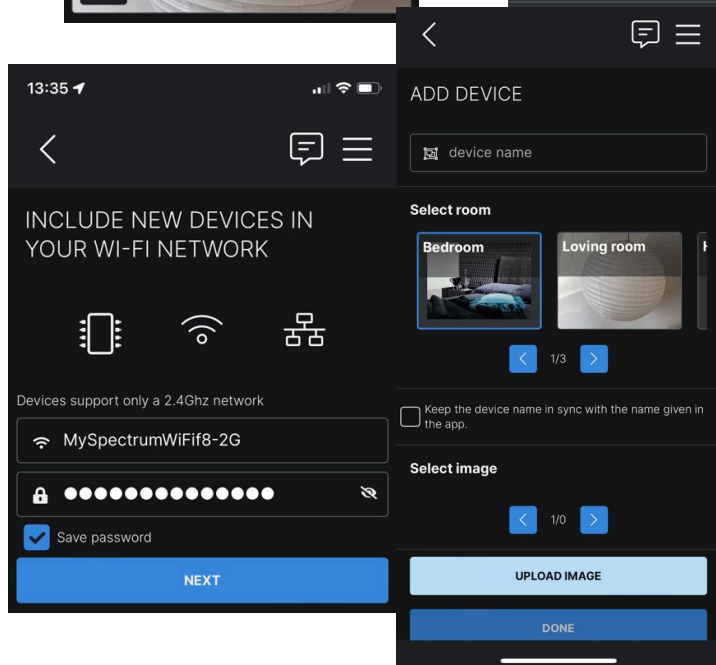 13:35
INCLUDE NEW DEVICES IN
YOUR WI-FI NETWORK
Devices support only a 2.4Ghz network
MySpectrumWiFif8-2G
●●●●●●●●●●●●●●
Save password
NEXT
ADD DEVICE
device name
Select room
Bedroom
Loving room
1/3
Keep the device name in sync with the name given in
the app.
Select image
1/0
UPLOAD IMAGE
DONE